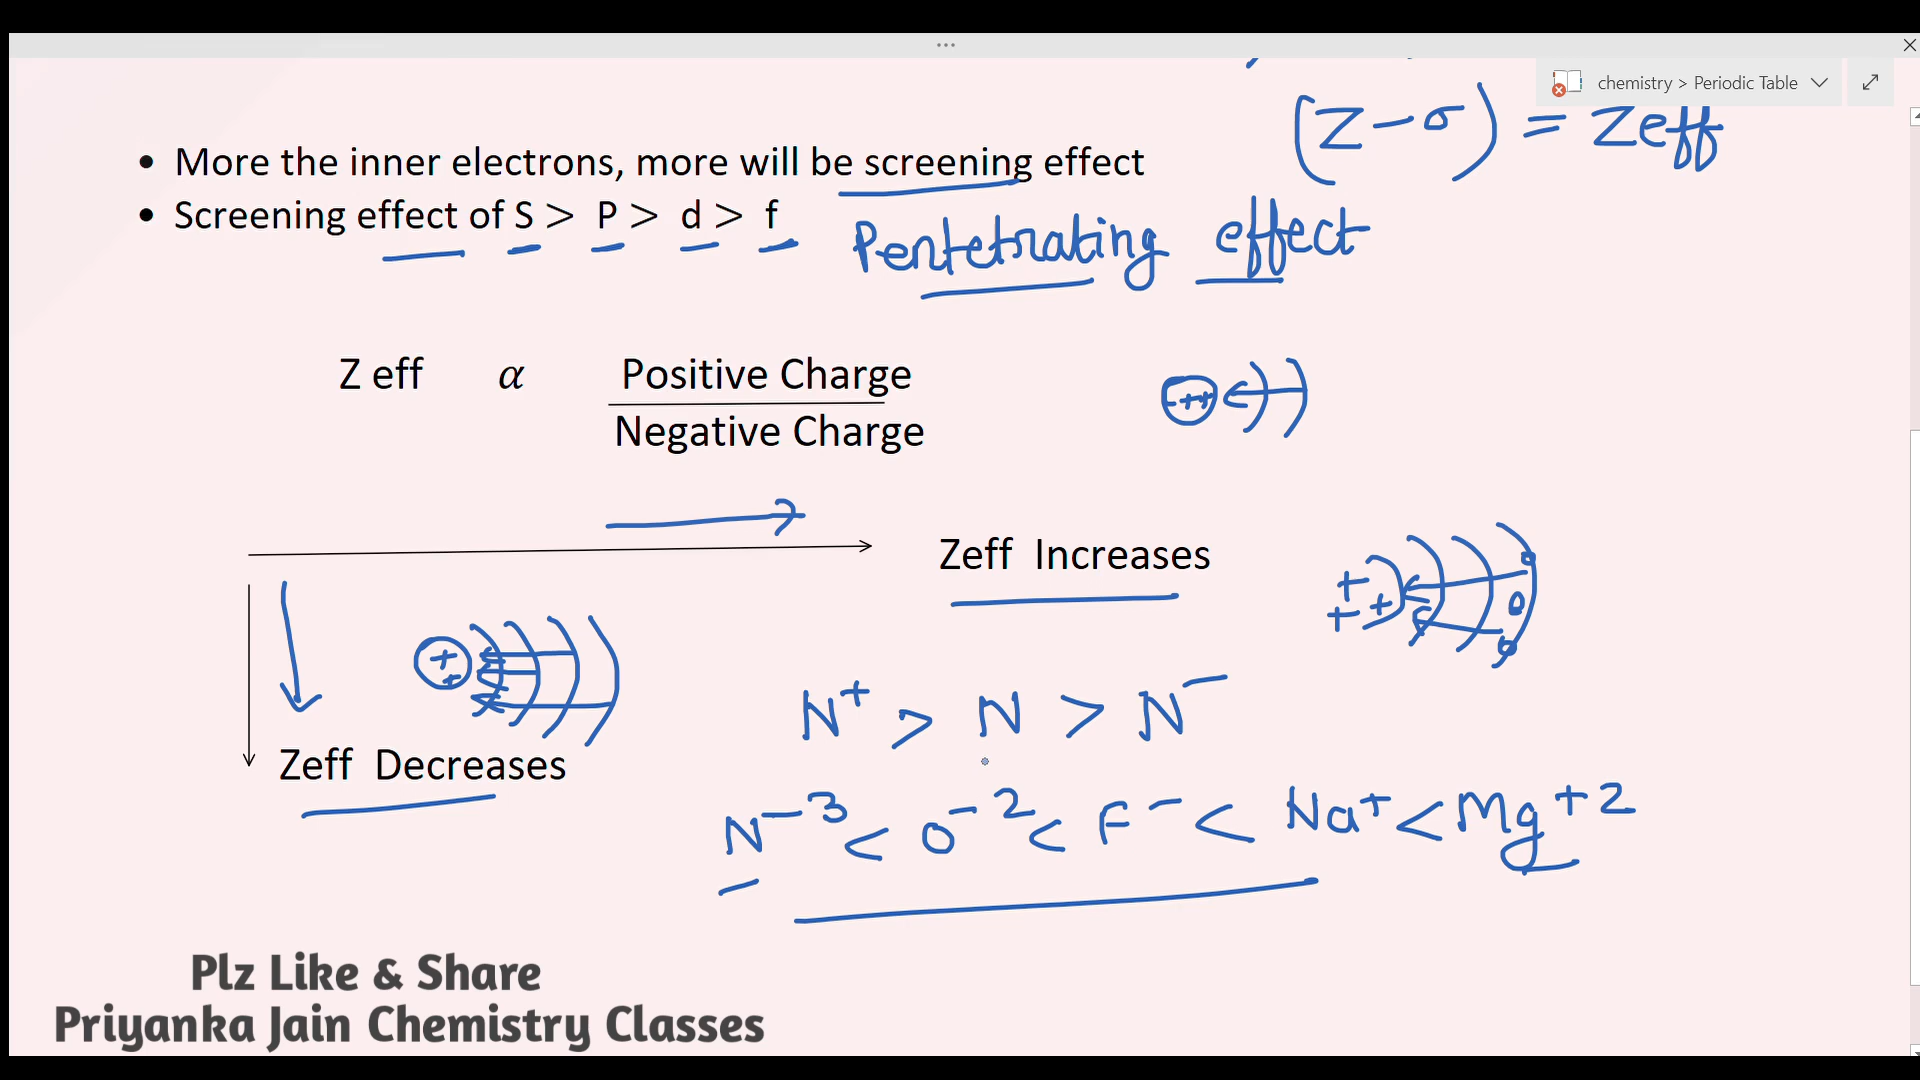 chemistry > Periodic Table
(Z - σ) = Zeff
• More the inner electrons, more will be screening effect
• Screening effect of S > P > d > f
Pentetrating effect
Z eff α Positive Charge
Negative Charge
Zeff Increases
Zeff Decreases
N⁺ > N > N⁻
N⁻³ < O⁻² < F⁻ < Na⁺ < Mg⁺²
Plz Like & Share
Priyanka Jain Chemistry Classes